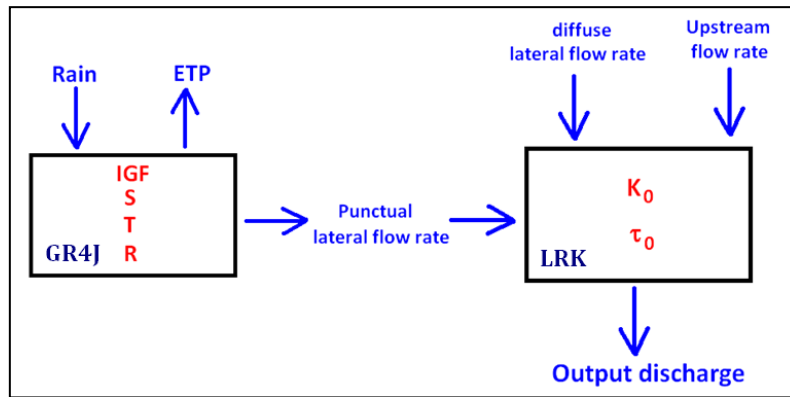 Rain
ETP
IGF
S
T
R
GR4J
Punctual
lateral flow rate
diffuse
lateral flow rate
Upstream
flow rate
K₀
τ₀
LRK
Output discharge